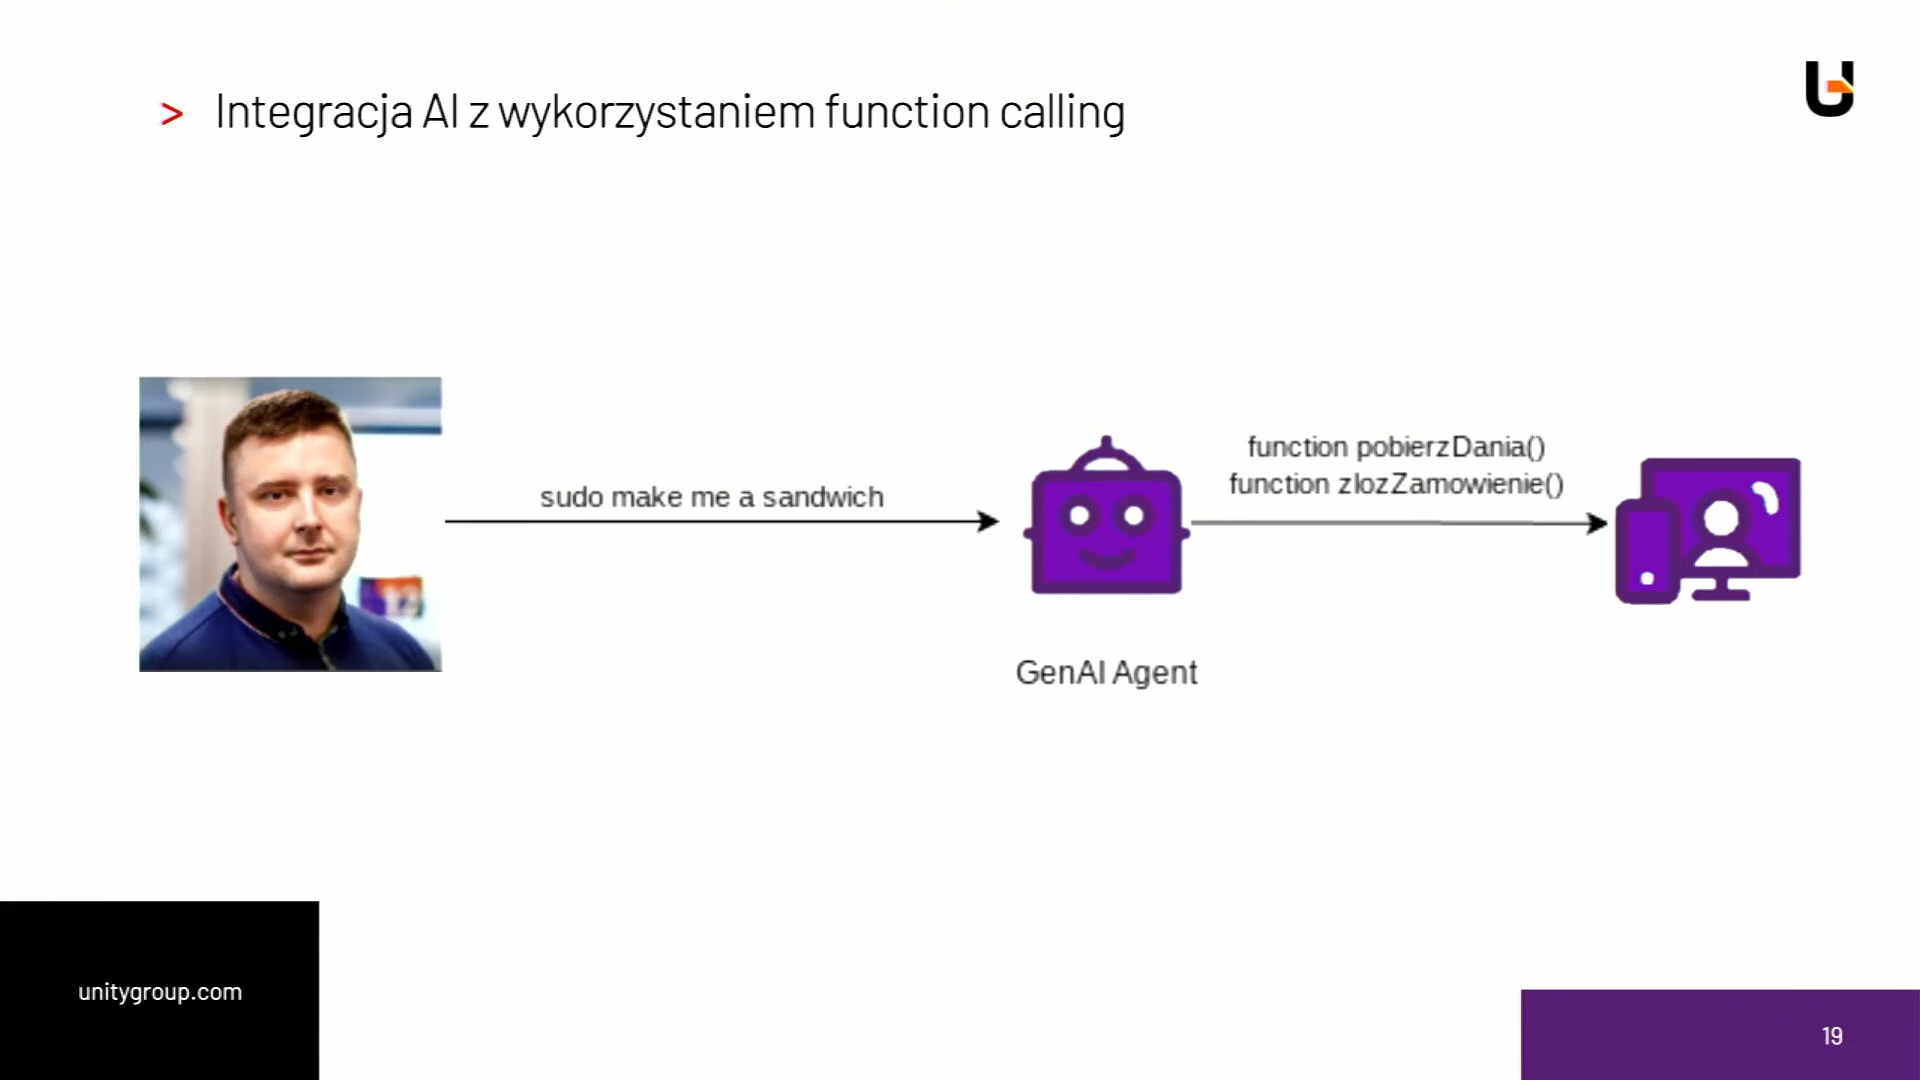 > Integracja AI z wykorzystaniem function calling
sudo make me a sandwich
function pobierzDania()
function zlozZamowienie()
GenAI Agent
unitygroup.com
19